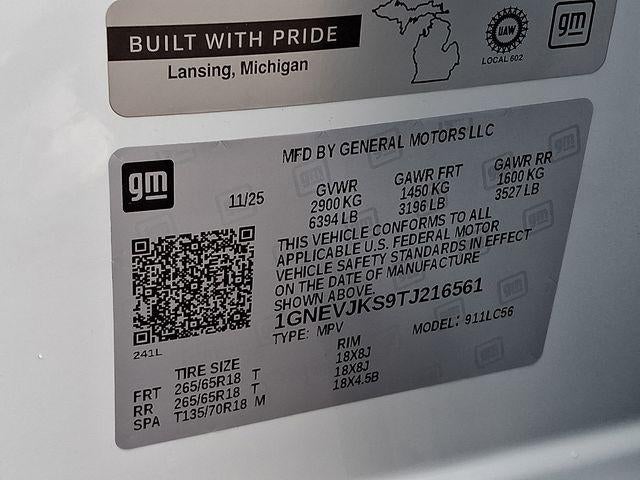 BUILT WITH PRIDE
Lansing, Michigan
UAW
LOCAL 602
gm
gm
MFD BY GENERAL MOTORS LLC
11/25
GVWR
2900 KG
6394 LB
GAWR FRT
1450 KG
3196 LB
GAWR RR
1600 KG
3527 LB
THIS VEHICLE CONFORMS TO ALL
APPLICABLE U.S. FEDERAL MOTOR
VEHICLE SAFETY STANDARDS IN EFFECT
ON THE DATE OF MANUFACTURE
SHOWN ABOVE.
1GNEVJKS9TJ216561
TYPE: MPV MODEL: 911LC56
241L
TIRE SIZE RIM
FRT 265/65R18 T 18X8J
RR 265/65R18 T 18X8J
SPA T135/70R18 M 18X4.5B